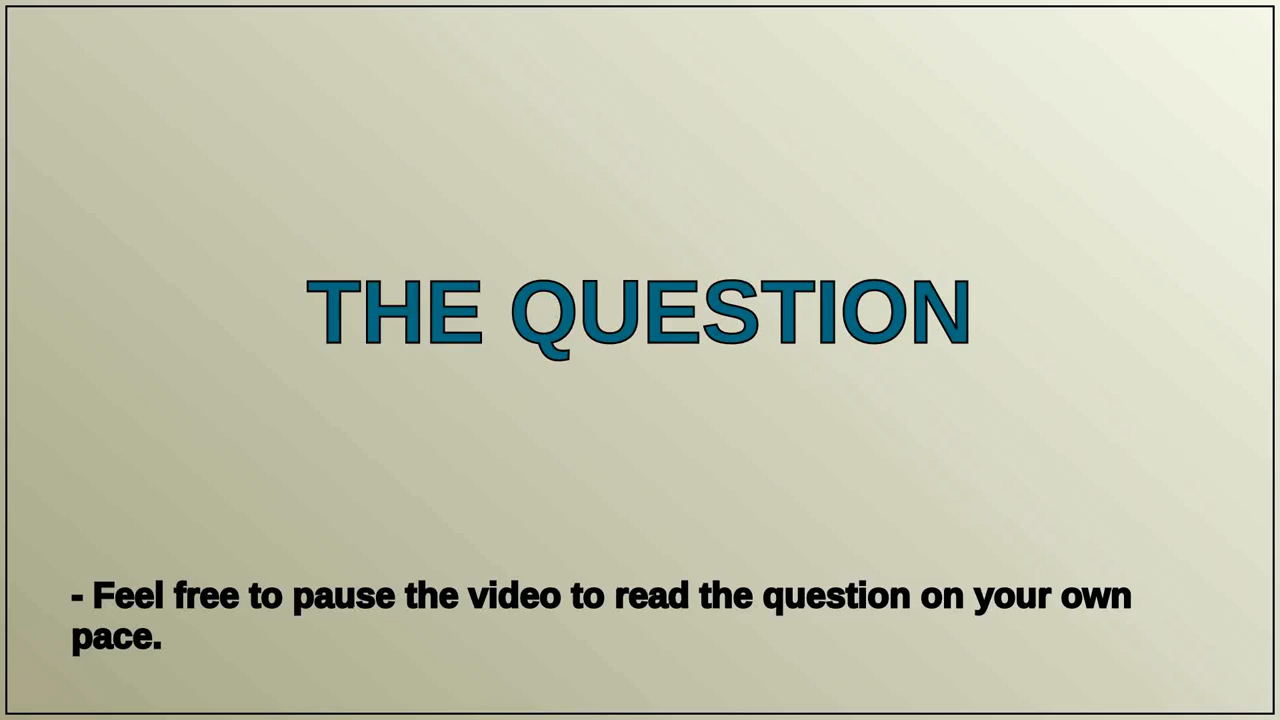 THE QUESTION
- Feel free to pause the video to read the question on your own
pace.